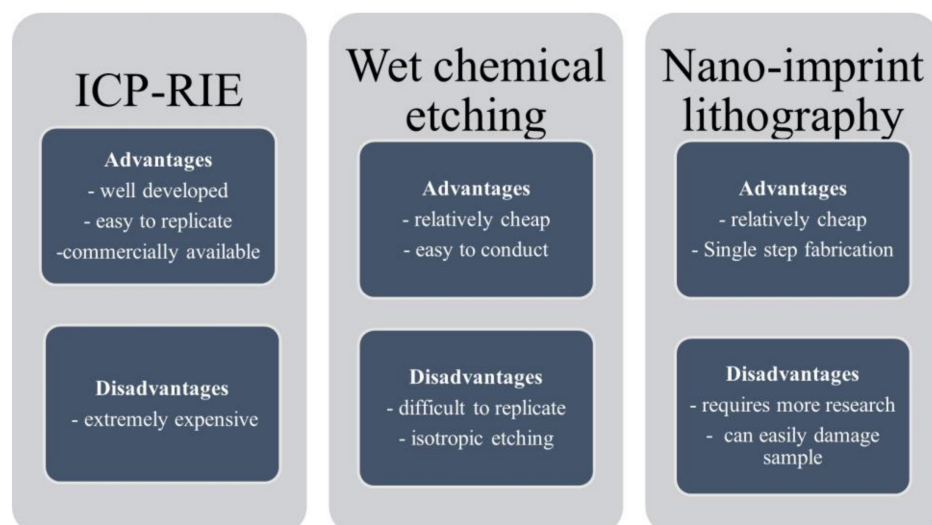 ICP-RIE
Advantages
- well developed
- easy to replicate
-commercially available
Disadvantages
- extremely expensive
Wet chemical
etching
Advantages
- relatively cheap
- easy to conduct
Disadvantages
- difficult to replicate
- isotropic etching
Nano-imprint
lithography
Advantages
- relatively cheap
- Single step fabrication
Disadvantages
- requires more research
- can easily damage
sample